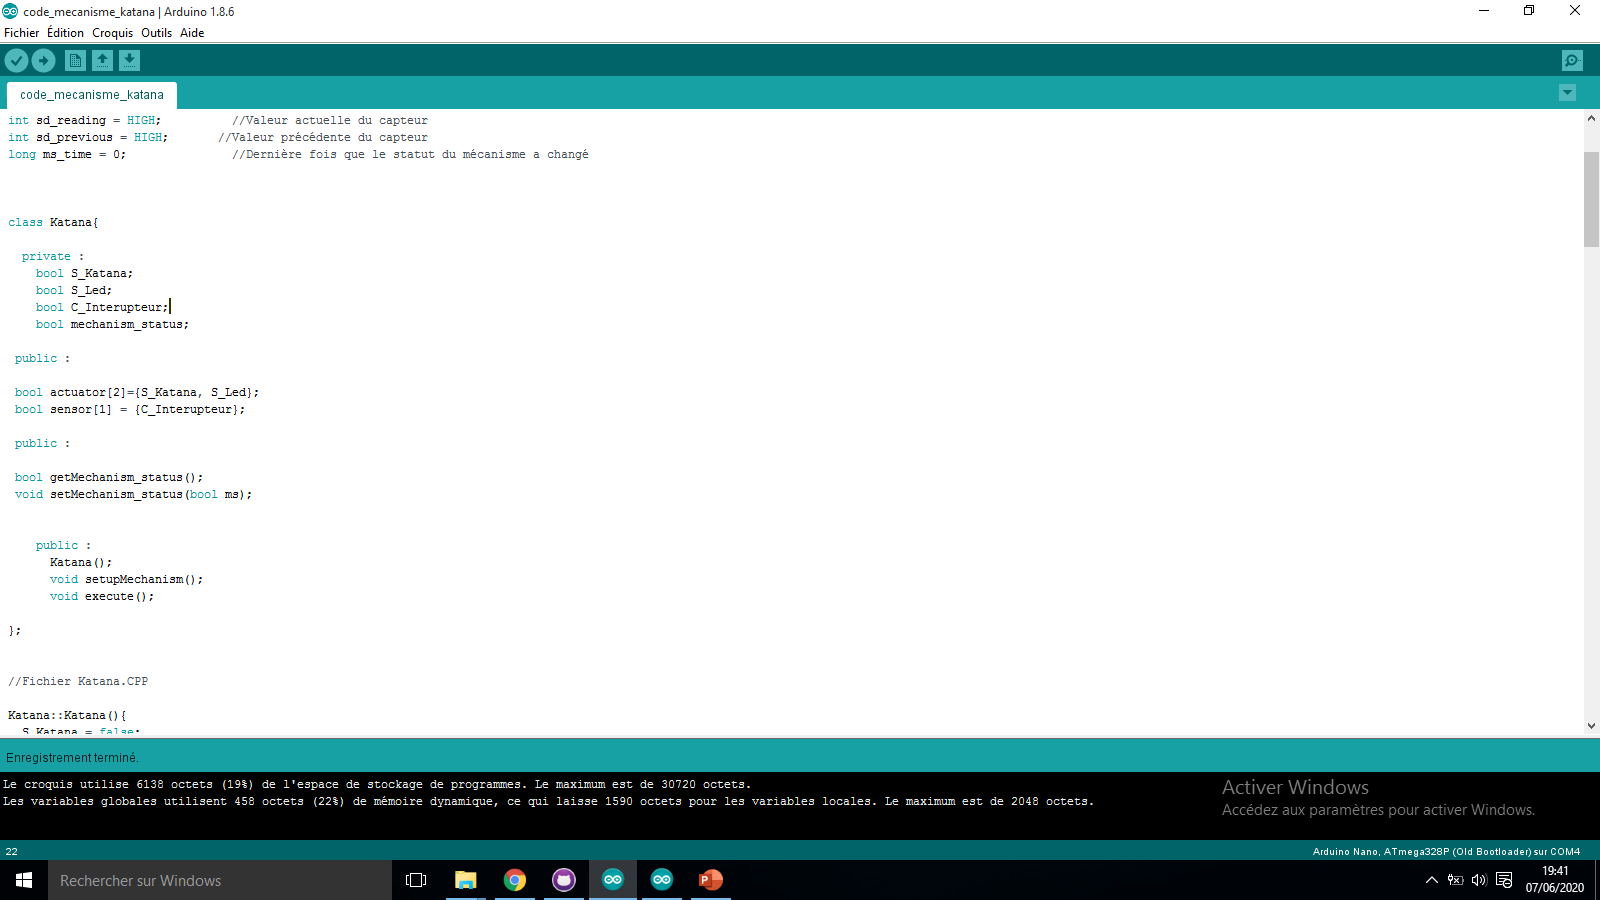 code_mecanisme_katana | Arduino 1.8.6
Fichier Édition Croquis Outils Aide
code_mecanisme_katana
int sd_reading = HIGH; //Valeur actuelle du capteur
int sd_previous = HIGH; //Valeur précédente du capteur
long ms_time = 0; //Dernière fois que le statut du mécanisme a changé
class Katana{
private :
bool S_Katana;
bool S_Led;
bool C_Interupteur;
bool mechanism_status;
public :
bool actuator[2]={S_Katana, S_Led};
bool sensor[1] = {C_Interupteur};
public :
bool getMechanism_status();
void setMechanism_status(bool ms);
public :
Katana();
void setupMechanism();
void execute();
};
//Fichier Katana.CPP
Katana::Katana(){
S_Katana = false;
Enregistrement terminé.
Le croquis utilise 6138 octets (19%) de l'espace de stockage de programmes. Le maximum est de 30720 octets.
Les variables globales utilisent 458 octets (22%) de mémoire dynamique, ce qui laisse 1590 octets pour les variables locales. Le maximum est de 2048 octets.
Activer Windows
Accédez aux paramètres pour activer Windows.
22
Arduino Nano, ATmega328P (Old Bootloader) sur COM4
Rechercher sur Windows
19:41
07/06/2020